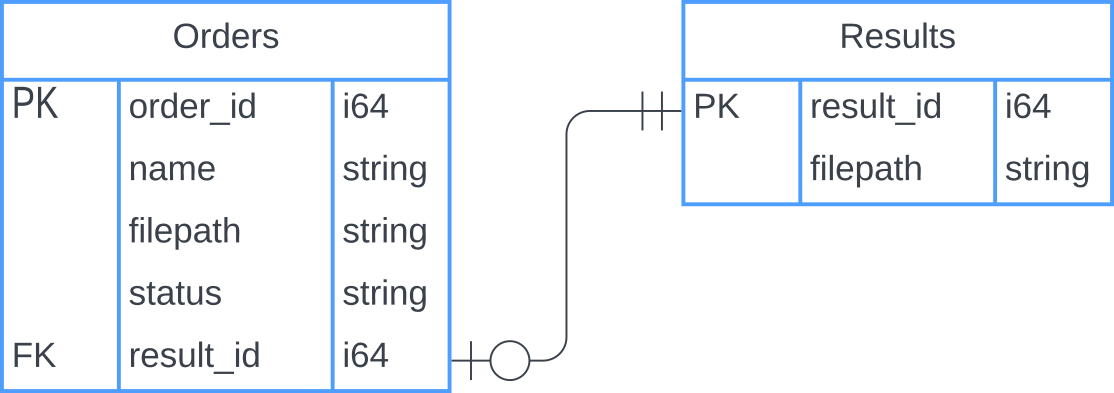 Orders
PK order_id i64
name string
filepath string
status string
FK result_id i64
Results
PK result_id i64
filepath string